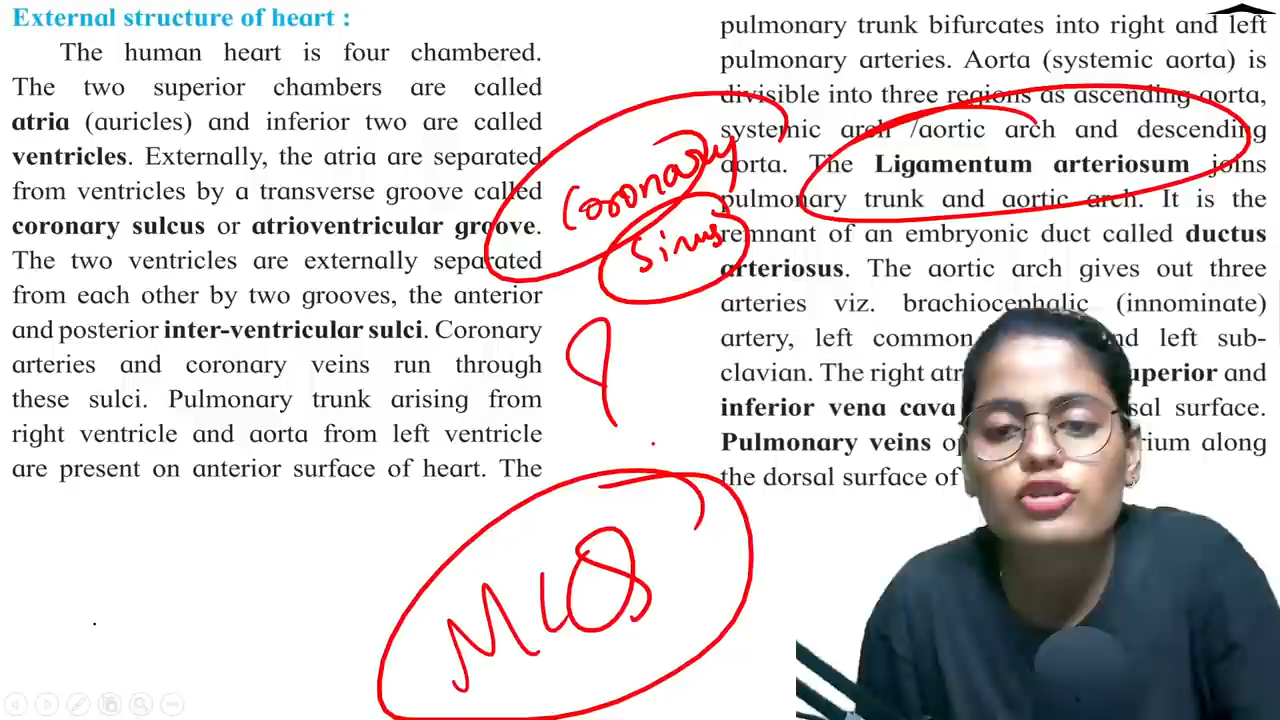 External structure of heart :
The human heart is four chambered.
The two superior chambers are called
atria (auricles) and inferior two are called
ventricles. Externally, the atria are separated
from ventricles by a transverse groove called
coronary sulcus or atrioventricular groove.
The two ventricles are externally separated
from each other by two grooves, the anterior
and posterior inter-ventricular sulci. Coronary
arteries and coronary veins run through
these sulci. Pulmonary trunk arising from
right ventricle and aorta from left ventricle
are present on anterior surface of heart. The
Coronary
Sinus
MCQs
pulmonary trunk bifurcates into right and left
pulmonary arteries. Aorta (systemic aorta) is
divisible into three regions as ascending aorta,
systemic arch /aortic arch and descending
aorta. The Ligamentum arteriosum joins
pulmonary trunk and aortic arch. It is the
remnant of an embryonic duct called ductus
arteriosus. The aortic arch gives out three
arteries viz. brachiocephalic (innominate)
artery, left common and left sub-
clavian. The right superior and
inferior vena cava surface.
Pulmonary veins along
the dorsal surface of